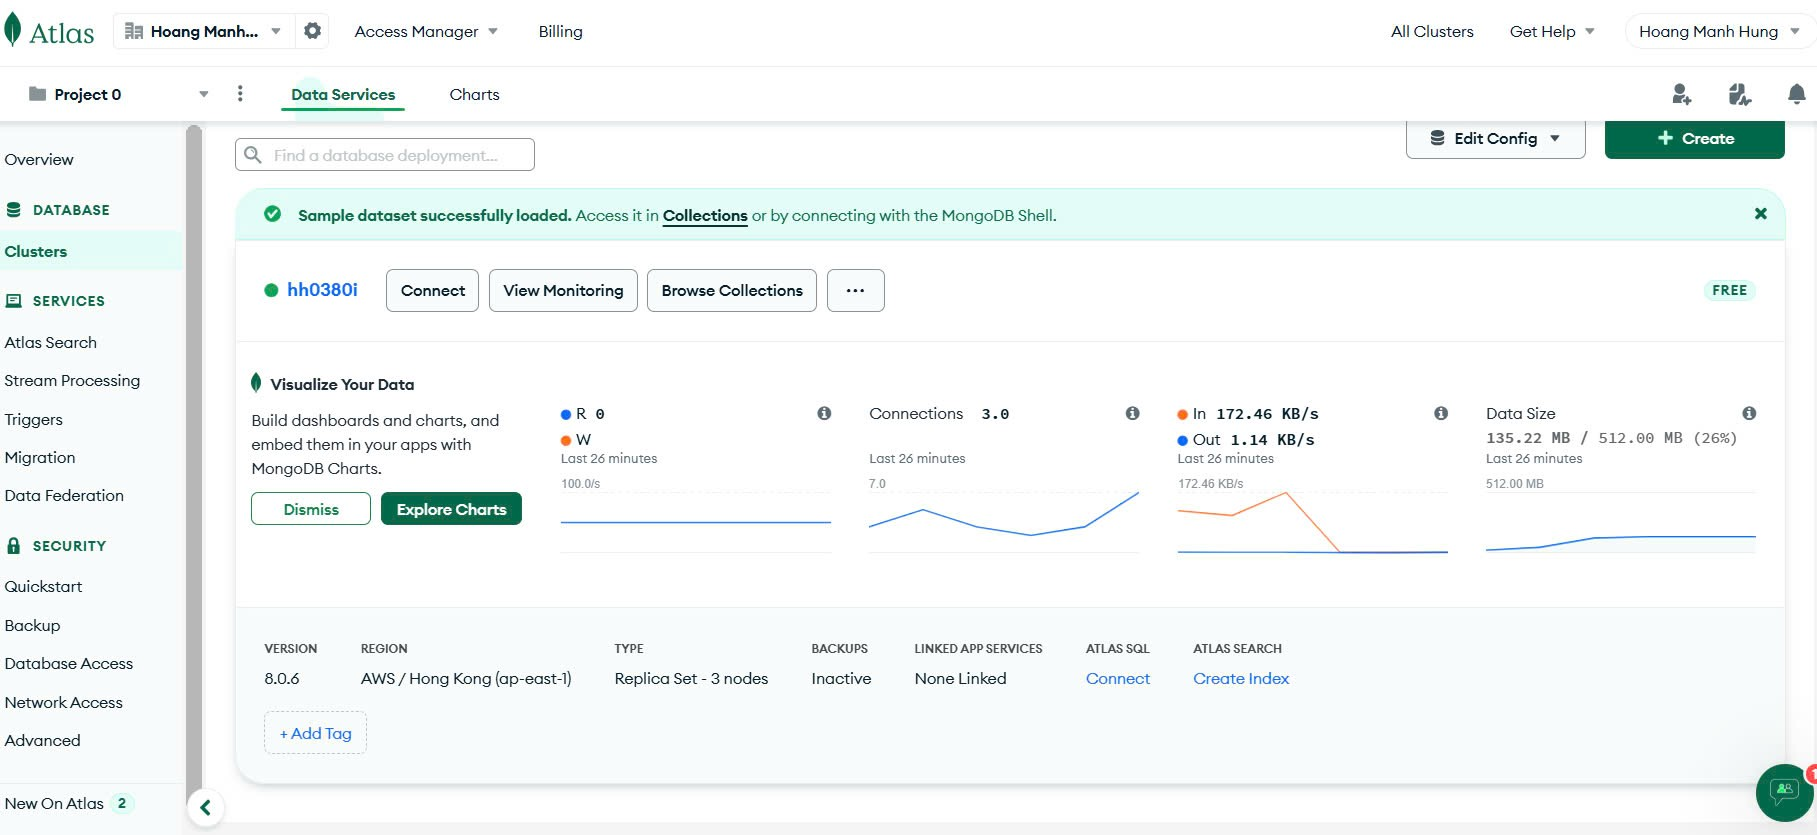 Atlas
Hoang Manh...
Access Manager
Billing
All Clusters
Get Help
Hoang Manh Hung
Project 0
Data Services
Charts
Overview
DATABASE
Clusters
SERVICES
Atlas Search
Stream Processing
Triggers
Migration
Data Federation
SECURITY
Quickstart
Backup
Database Access
Network Access
Advanced
New On Atlas 2
Find a database deployment...
Edit Config
+ Create
Sample dataset successfully loaded. Access it in Collections or by connecting with the MongoDB Shell.
hh0380i
Connect
View Monitoring
Browse Collections
...
FREE
Visualize Your Data
Build dashboards and charts, and
embed them in your apps with
MongoDB Charts.
Dismiss
Explore Charts
R 0
W
Last 26 minutes
100.0/s
Connections 3.0
Last 26 minutes
7.0
In 172.46 KB/s
Out 1.14 KB/s
Last 26 minutes
172.46 KB/s
Data Size
135.22 MB / 512.00 MB (26%)
Last 26 minutes
512.00 MB
VERSION
8.0.6
REGION
AWS / Hong Kong (ap-east-1)
TYPE
Replica Set - 3 nodes
BACKUPS
Inactive
LINKED APP SERVICES
None Linked
ATLAS SQL
Connect
ATLAS SEARCH
Create Index
+ Add Tag
1